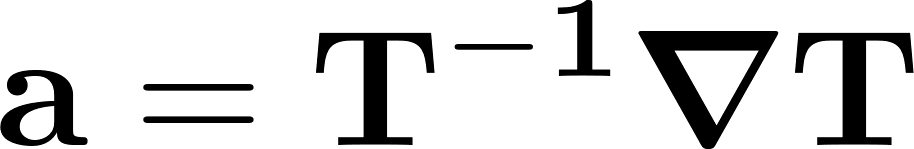 a = T⁻¹∇T